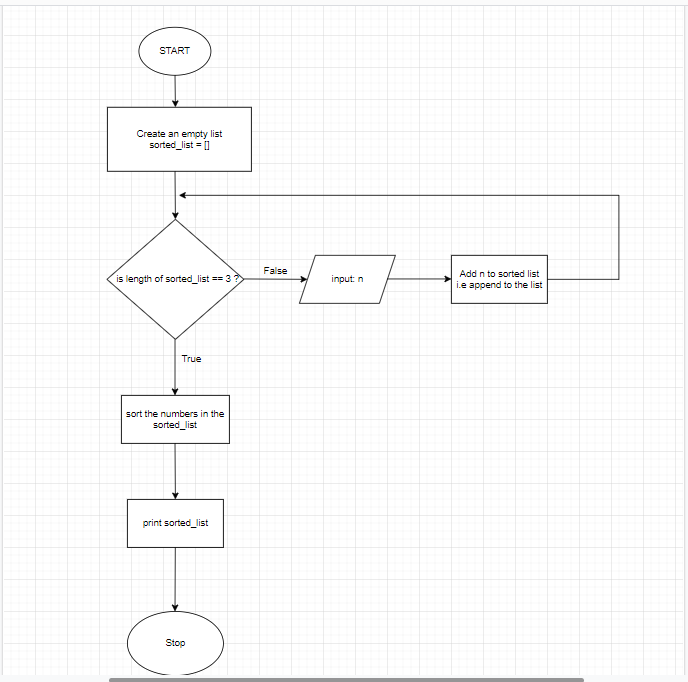 START
Create an empty list
sorted_list = []
is length of sorted_list == 3 ?
False
input: n
Add n to sorted list
i.e append to the list
True
sort the numbers in the
sorted_list
print sorted_list
Stop